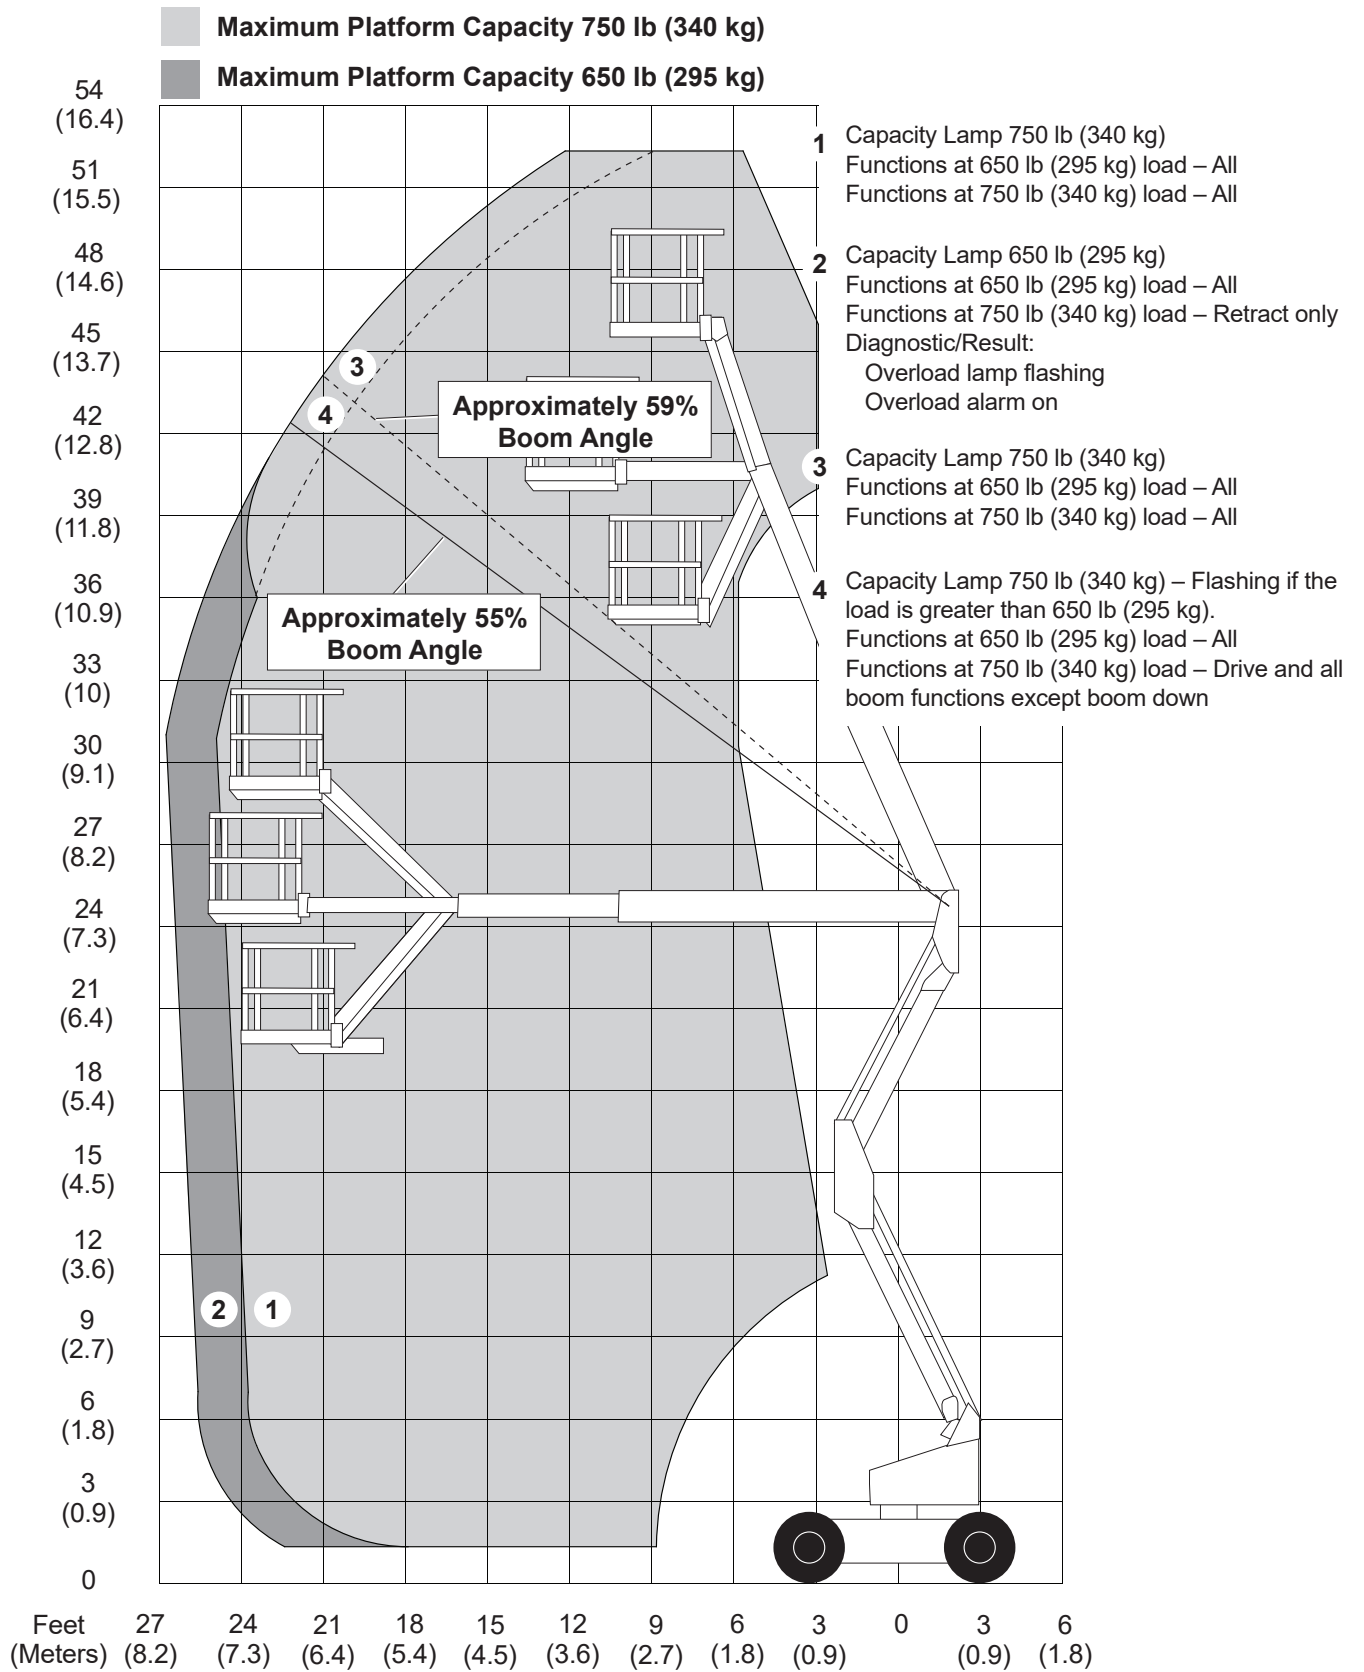 Maximum Platform Capacity 750 lb (340 kg)
Maximum Platform Capacity 650 lb (295 kg)
54
(16.4)
51
(15.5)
48
(14.6)
45
(13.7)
42
(12.8)
39
(11.8)
36
(10.9)
33
(10)
30
(9.1)
27
(8.2)
24
(7.3)
21
(6.4)
18
(5.4)
15
(4.5)
12
(3.6)
9
(2.7)
6
(1.8)
3
(0.9)
0
1 Capacity Lamp 750 lb (340 kg)
Functions at 650 lb (295 kg) load – All
Functions at 750 lb (340 kg) load – All
2 Capacity Lamp 650 lb (295 kg)
Functions at 650 lb (295 kg) load – All
Functions at 750 lb (340 kg) load – Retract only
Diagnostic/Result:
Overload lamp flashing
Overload alarm on
3 Capacity Lamp 750 lb (340 kg)
Functions at 650 lb (295 kg) load – All
Functions at 750 lb (340 kg) load – All
4 Capacity Lamp 750 lb (340 kg) – Flashing if the
load is greater than 650 lb (295 kg).
Functions at 650 lb (295 kg) load – All
Functions at 750 lb (340 kg) load – Drive and all
boom functions except boom down
3
4
Approximately 59%
Boom Angle
Approximately 55%
Boom Angle
2 1
Feet 27 24 21 18 15 12 9 6 3 0 3 6
(Meters) (8.2) (7.3) (6.4) (5.4) (4.5) (3.6) (2.7) (1.8) (0.9) (0.9) (1.8)